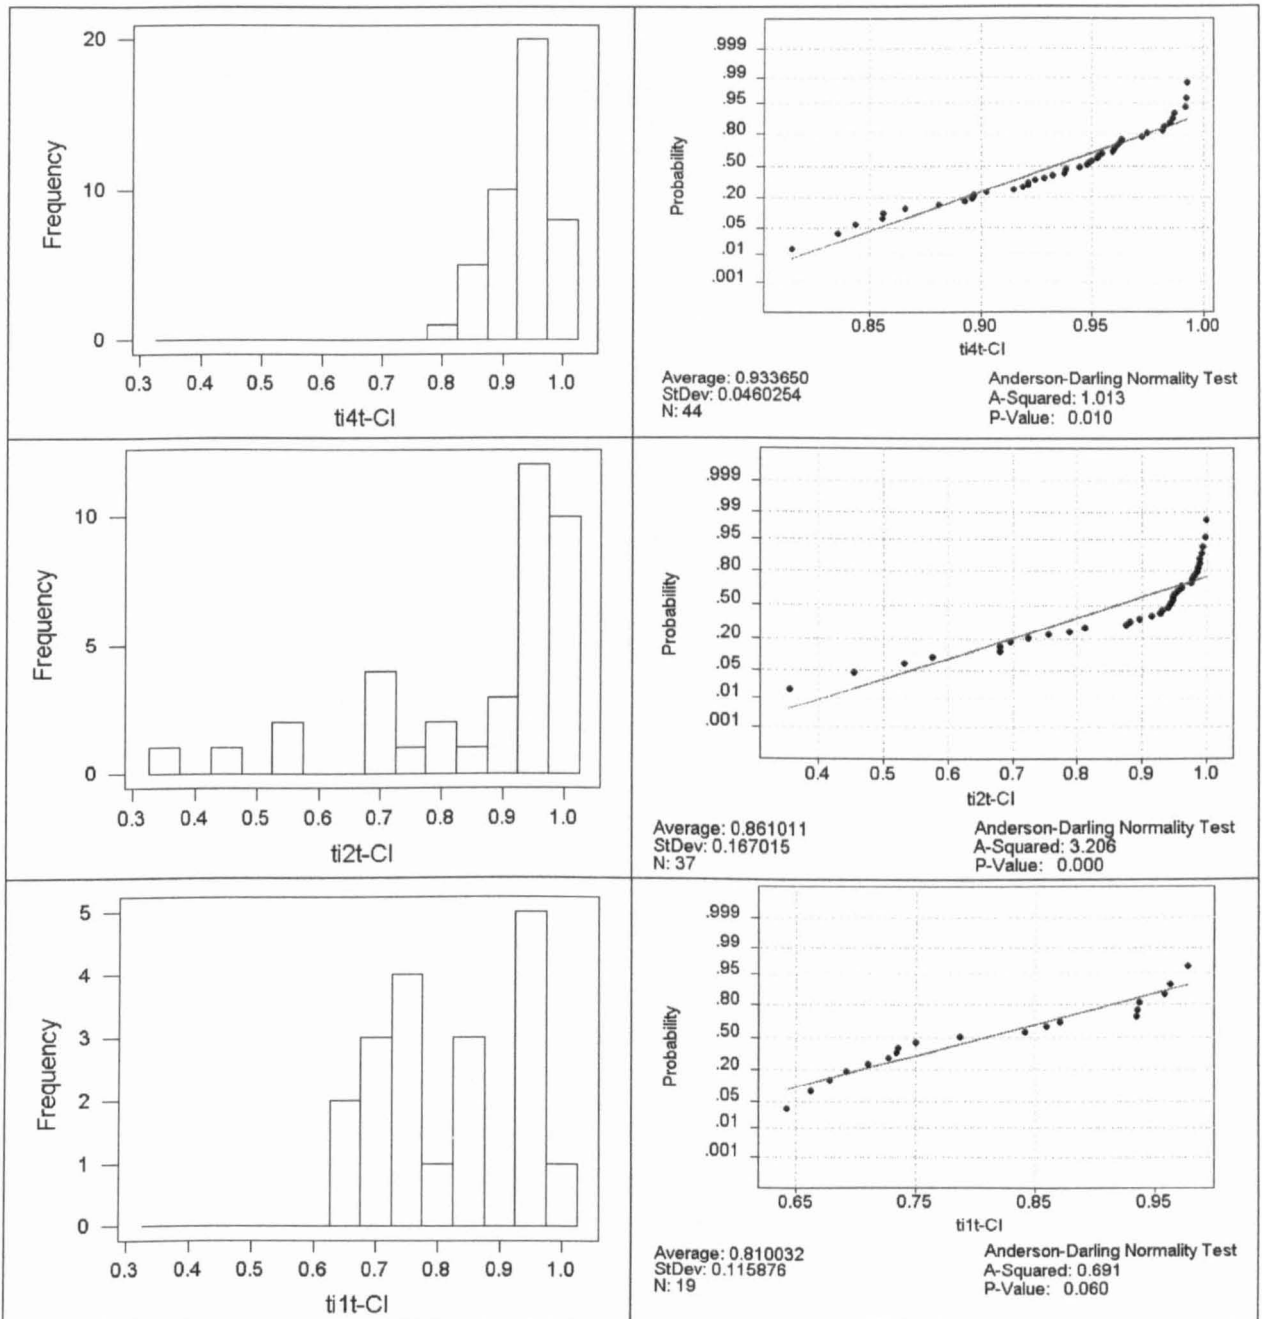 20
10
0
Frequency
0.3 0.4 0.5 0.6 0.7 0.8 0.9 1.0
ti4t-CI
.999
.99
.95
.80
.50
.20
.05
.01
.001
Probability
0.85 0.90 0.95 1.00
ti4t-CI
Average: 0.933650
StDev: 0.0460254
N: 44
Anderson-Darling Normality Test
A-Squared: 1.013
P-Value: 0.010
10
5
0
Frequency
0.3 0.4 0.5 0.6 0.7 0.8 0.9 1.0
ti2t-CI
.999
.99
.95
.80
.50
.20
.05
.01
.001
Probability
0.4 0.5 0.6 0.7 0.8 0.9 1.0
ti2t-CI
Average: 0.861011
StDev: 0.167015
N: 37
Anderson-Darling Normality Test
A-Squared: 3.206
P-Value: 0.000
5
4
3
2
1
0
Frequency
0.3 0.4 0.5 0.6 0.7 0.8 0.9 1.0
ti1t-CI
.999
.99
.95
.80
.50
.20
.05
.01
.001
Probability
0.65 0.75 0.85 0.95
ti1t-CI
Average: 0.810032
StDev: 0.115876
N: 19
Anderson-Darling Normality Test
A-Squared: 0.691
P-Value: 0.060